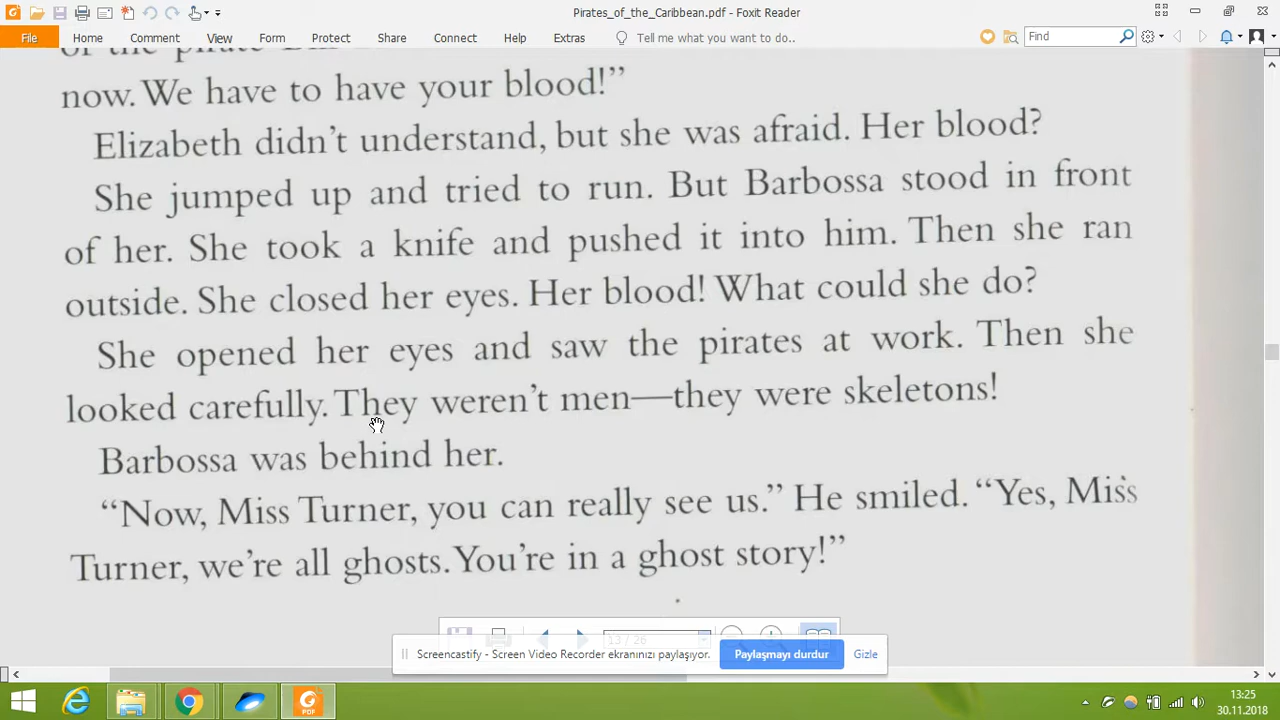 Pirates_of_the_Caribbean.pdf - Foxit Reader
File Home Comment View Form Protect Share Connect Help Extras Tell me what you want to do.. Find
of the pirate
now. We have to have your blood!”
Elizabeth didn’t understand, but she was afraid. Her blood?
She jumped up and tried to run. But Barbossa stood in front
of her. She took a knife and pushed it into him. Then she ran
outside. She closed her eyes. Her blood! What could she do?
She opened her eyes and saw the pirates at work. Then she
looked carefully. They weren’t men—they were skeletons!
Barbossa was behind her.
“Now, Miss Turner, you can really see us.” He smiled. “Yes, Miss
Turner, we’re all ghosts. You’re in a ghost story!”
13 / 26
Screencastify - Screen Video Recorder ekranınızı paylaşıyor. Paylaşmayı durdur Gizle
PDF
13:25
30.11.2018